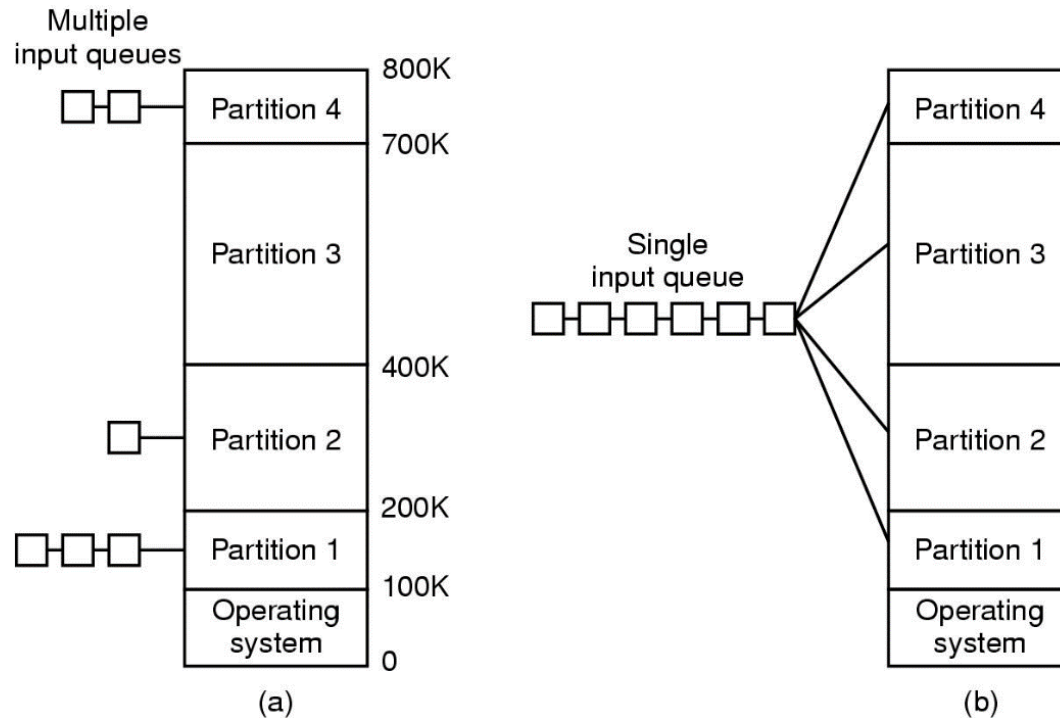 Multiple
input queues
800K
Partition 4
700K
Partition 3
400K
Partition 2
200K
Partition 1
100K
Operating
system
0
(a)
Single
input queue
Partition 4
Partition 3
Partition 2
Partition 1
Operating
system
(b)